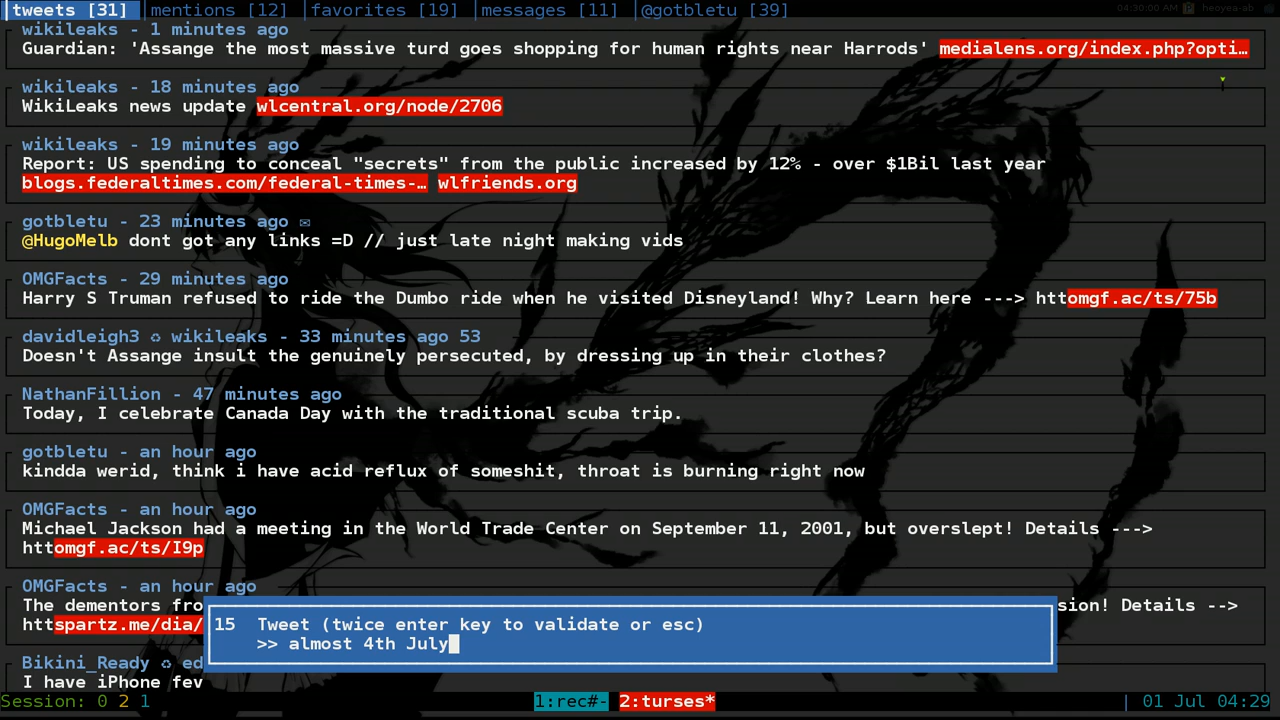 tweets [31] |mentions [12] |favorites [19] |messages [11] |@gotbletu [39] 04:30:00 AM P heoyea-ab
wikileaks - 1 minutes ago
Guardian: 'Assange the most massive turd goes shopping for human rights near Harrods' medialens.org/index.php?opti…
wikileaks - 18 minutes ago
WikiLeaks news update wlcentral.org/node/2706
wikileaks - 19 minutes ago
Report: US spending to conceal "secrets" from the public increased by 12% - over $1Bil last year
blogs.federaltimes.com/federal-times-… wlfriends.org
gotbletu - 23 minutes ago ✉
@HugoMelb dont got any links =D // just late night making vids
OMGFacts - 29 minutes ago
Harry S Truman refused to ride the Dumbo ride when he visited Disneyland! Why? Learn here ---> httomgf.ac/ts/75b
davidleigh3 ♻ wikileaks - 33 minutes ago 53
Doesn't Assange insult the genuinely persecuted, by dressing up in their clothes?
NathanFillion - 47 minutes ago
Today, I celebrate Canada Day with the traditional scuba trip.
gotbletu - an hour ago
kindda werid, think i have acid reflux of someshit, throat is burning right now
OMGFacts - an hour ago
Michael Jackson had a meeting in the World Trade Center on September 11, 2001, but overslept! Details --->
httomgf.ac/ts/I9p
OMGFacts - an hour ago
The dementors fro sion! Details -->
httspartz.me/dia/
15 Tweet (twice enter key to validate or esc)
>> almost 4th July
Bikini_Ready ♻ ed
I have iPhone fev
Session: 0 2 1 1:rec#- 2:turses* | 01 Jul 04:29